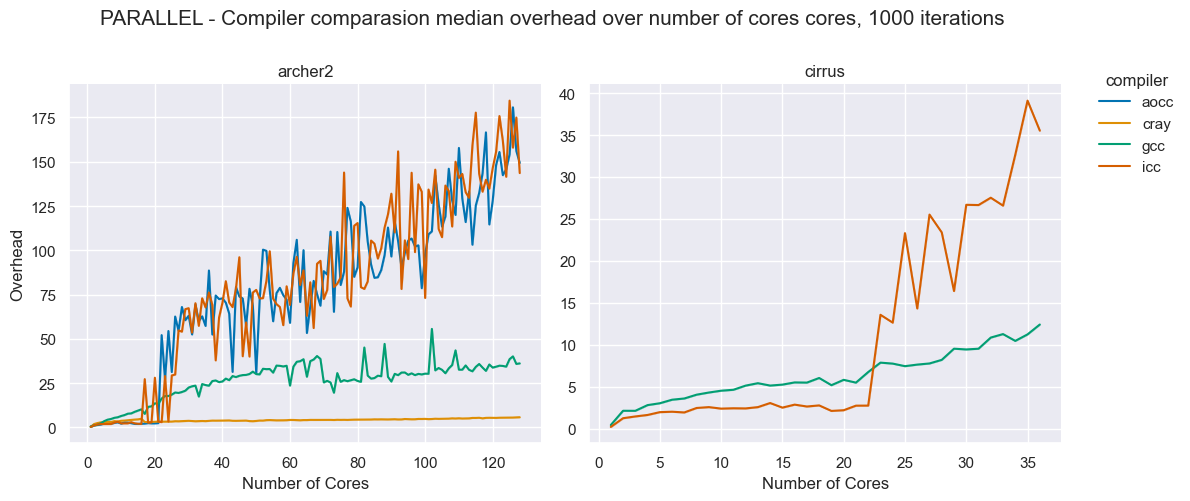 PARALLEL - Compiler comparasion median overhead over number of cores cores, 1000 iterations
archer2
Overhead
175
150
125
100
75
50
25
0
0 20 40 60 80 100 120
Number of Cores
cirrus
40
35
30
25
20
15
10
5
0
0 5 10 15 20 25 30 35
Number of Cores
compiler
aocc
cray
gcc
icc